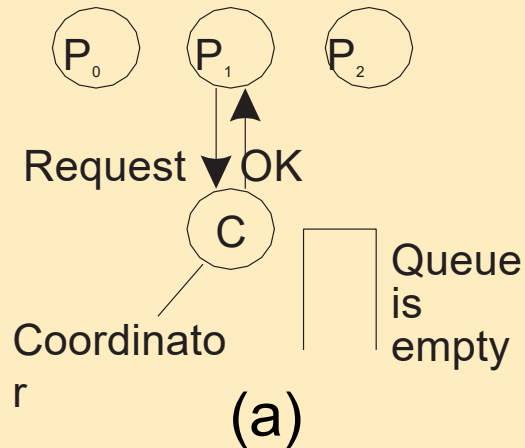 P₀ P₁ P₂
Request OK
C
Queue
is
empty
Coordinato
r
(a)